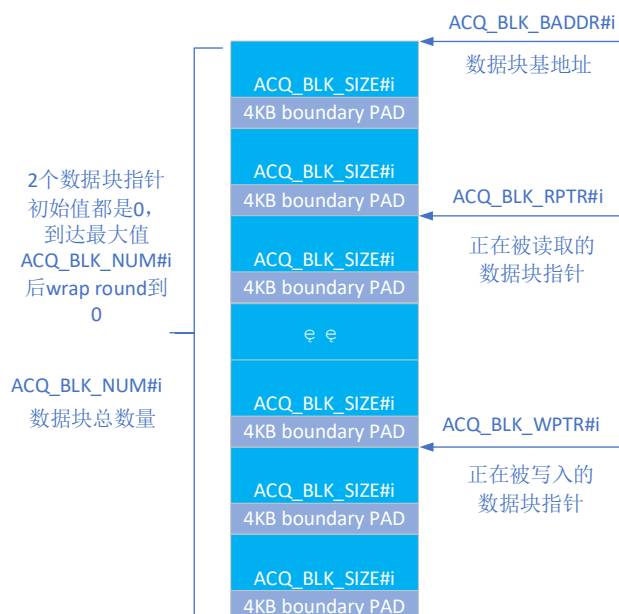 ACQ_BLK_BADDR#i
数据块基地址
ACQ_BLK_SIZE#i
4KB boundary PAD
ACQ_BLK_SIZE#i
4KB boundary PAD
2个数据块指针
初始值都是0，
到达最大值
ACQ_BLK_NUM#i
后wrap round到
0
ACQ_BLK_RPTR#i
正在被读取的
数据块指针
ACQ_BLK_SIZE#i
4KB boundary PAD
ę ę
ACQ_BLK_NUM#i
数据块总数量
ACQ_BLK_SIZE#i
4KB boundary PAD
ACQ_BLK_WPTR#i
正在被写入的
数据块指针
ACQ_BLK_SIZE#i
4KB boundary PAD
ACQ_BLK_SIZE#i
4KB boundary PAD